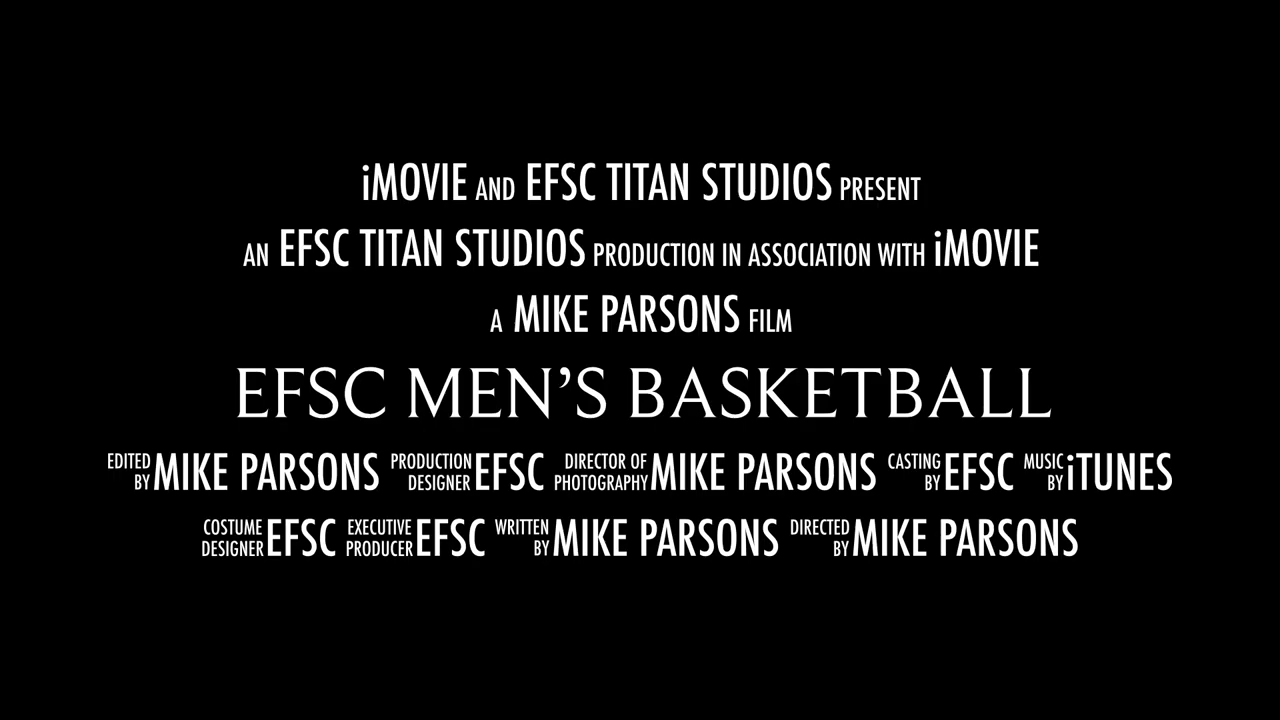 iMOVIE AND EFSC TITAN STUDIOS PRESENT
AN EFSC TITAN STUDIOS PRODUCTION IN ASSOCIATION WITH iMOVIE
A MIKE PARSONS FILM
EFSC MEN’S BASKETBALL
EDITED BY MIKE PARSONS PRODUCTION DESIGNER EFSC DIRECTOR OF PHOTOGRAPHY MIKE PARSONS CASTING BY EFSC MUSIC BY iTUNES
COSTUME DESIGNER EFSC EXECUTIVE PRODUCER EFSC WRITTEN BY MIKE PARSONS DIRECTED BY MIKE PARSONS